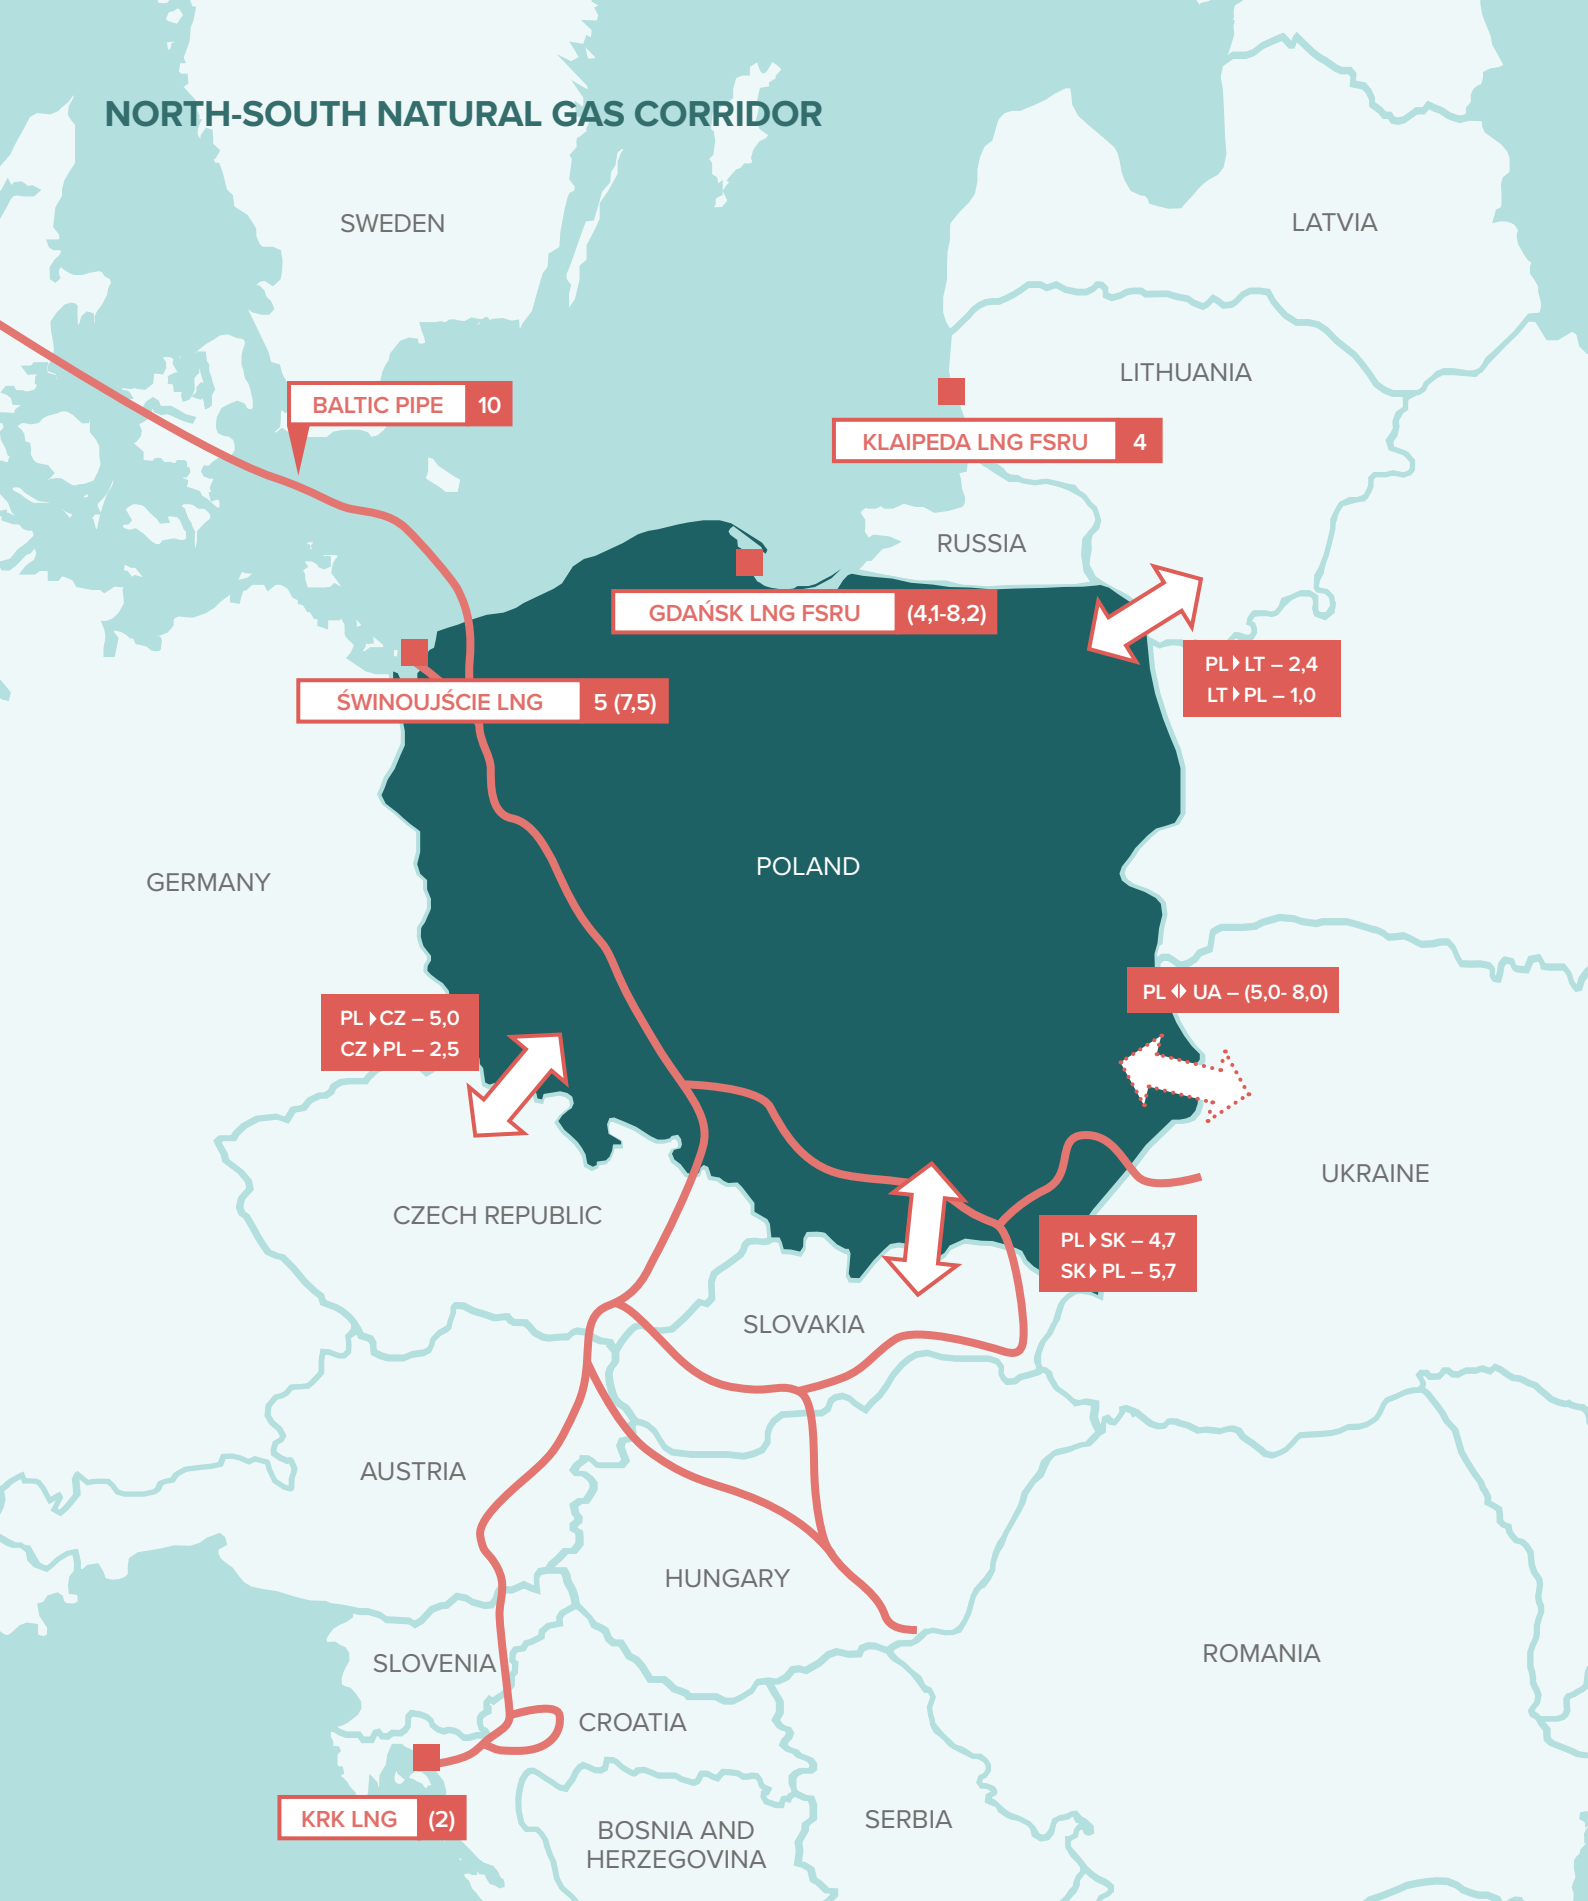 NORTH-SOUTH NATURAL GAS CORRIDOR
SWEDEN
LATVIA
LITHUANIA
BALTIC PIPE 10
KLAIPEDA LNG FSRU 4
RUSSIA
GDAŃSK LNG FSRU (4,1-8,2)
PL▶LT – 2,4
LT▶PL – 1,0
ŚWINOUJŚCIE LNG 5 (7,5)
POLAND
GERMANY
PL ◀▶ UA – (5,0- 8,0)
PL▶CZ – 5,0
CZ▶PL – 2,5
UKRAINE
CZECH REPUBLIC
PL▶SK – 4,7
SK▶PL – 5,7
SLOVAKIA
AUSTRIA
HUNGARY
ROMANIA
SLOVENIA
CROATIA
KRK LNG (2)
SERBIA
BOSNIA AND
HERZEGOVINA